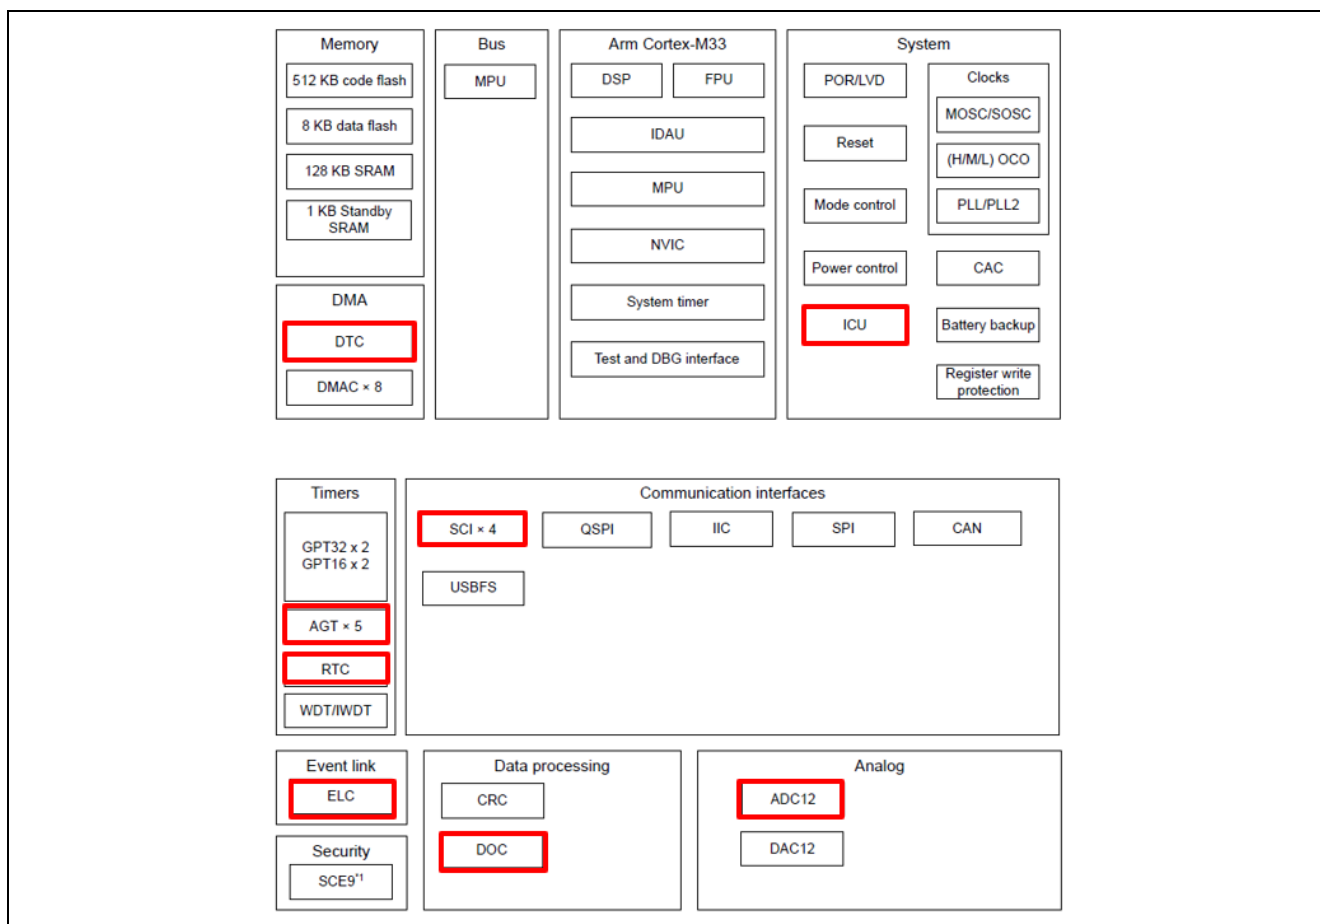 Memory
512 KB code flash
8 KB data flash
128 KB SRAM
1 KB Standby
SRAM
DMA
DTC
DMAC × 8
Bus
MPU
Arm Cortex-M33
DSP
FPU
IDAU
MPU
NVIC
System timer
Test and DBG interface
System
POR/LVD
Reset
Mode control
Power control
ICU
Clocks
MOSC/SOSC
(H/M/L) OCO
PLL/PLL2
CAC
Battery backup
Register write
protection
Timers
GPT32 x 2
GPT16 x 2
AGT × 5
RTC
WDT/IWDT
Communication interfaces
SCI × 4
QSPI
IIC
SPI
CAN
USBFS
Event link
ELC
Security
SCE9*1
Data processing
CRC
DOC
Analog
ADC12
DAC12